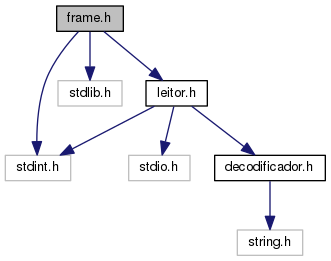 frame.h
stdlib.h
leitor.h
stdint.h
stdio.h
decodificador.h
string.h